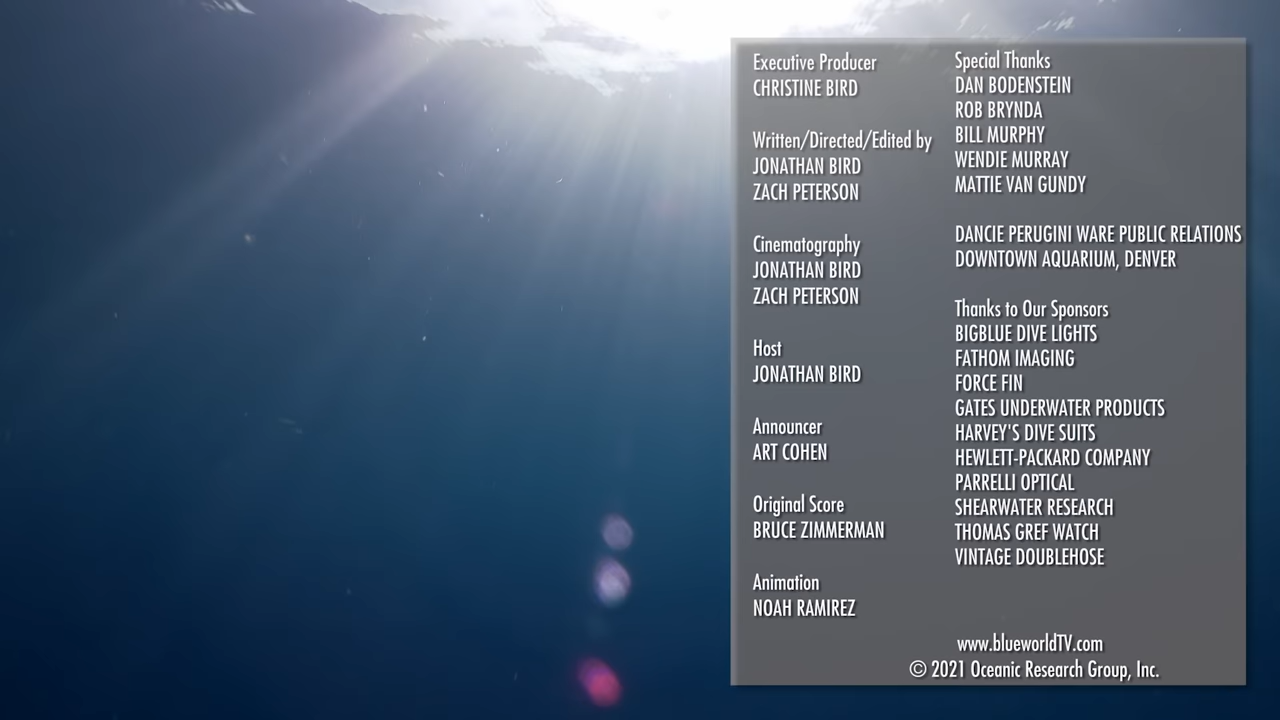 Executive Producer
CHRISTINE BIRD
Written/Directed/Edited by
JONATHAN BIRD
ZACH PETERSON
Cinematography
JONATHAN BIRD
ZACH PETERSON
Host
JONATHAN BIRD
Announcer
ART COHEN
Original Score
BRUCE ZIMMERMAN
Animation
NOAH RAMIREZ
Special Thanks
DAN BODENSTEIN
ROB BRYNDA
BILL MURPHY
WENDIE MURRAY
MATTIE VAN GUNDY
DANCIE PERUGINI WARE PUBLIC RELATIONS
DOWNTOWN AQUARIUM, DENVER
Thanks to Our Sponsors
BIGBLUE DIVE LIGHTS
FATHOM IMAGING
FORCE FIN
GATES UNDERWATER PRODUCTS
HARVEY'S DIVE SUITS
HEWLETT-PACKARD COMPANY
PARRELLI OPTICAL
SHEARWATER RESEARCH
THOMAS GREF WATCH
VINTAGE DOUBLEHOSE
www.blueworldTV.com
© 2021 Oceanic Research Group, Inc.